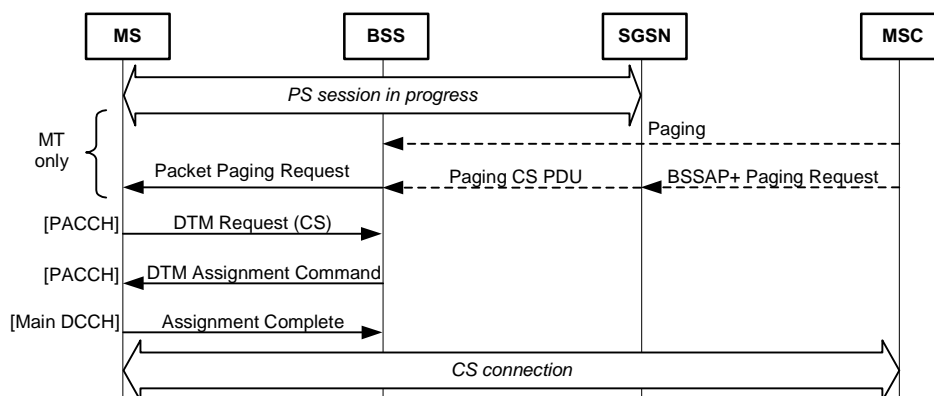 MS BSS SGSN MSC
PS session in progress
MT
only
Paging
Packet Paging Request Paging CS PDU BSSAP+ Paging Request
[PACCH] DTM Request (CS)
[PACCH] DTM Assignment Command
[Main DCCH] Assignment Complete
CS connection